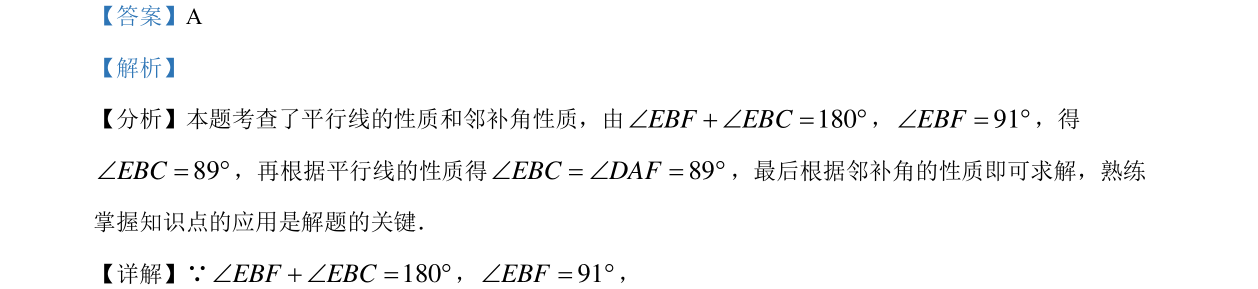 【答案】A
【解析】
【分析】本题考查了平行线的性质和邻补角性质，由∠EBF+∠EBC=180°，∠EBF=91°，得
∠EBC=89°，再根据平行线的性质得∠EBC=∠DAF=89°，最后根据邻补角的性质即可求解，熟练
掌握知识点的应用是解题的关键．
【详解】∵∠EBF+∠EBC=180°，∠EBF=91°，